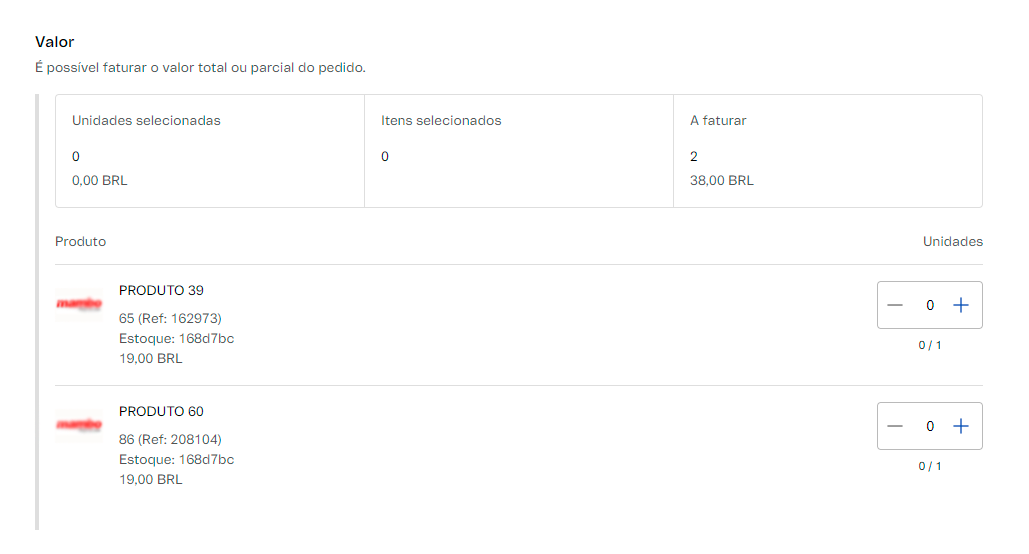 Valor
É possível faturar o valor total ou parcial do pedido.
Unidades selecionadas
0
0,00 BRL
Itens selecionados
0
A faturar
2
38,00 BRL
Produto
Unidades
mambo
PRODUTO 39
65 (Ref: 162973)
Estoque: 168d7bc
19,00 BRL
— 0 +
0 / 1
mambo
PRODUTO 60
86 (Ref: 208104)
Estoque: 168d7bc
19,00 BRL
— 0 +
0 / 1